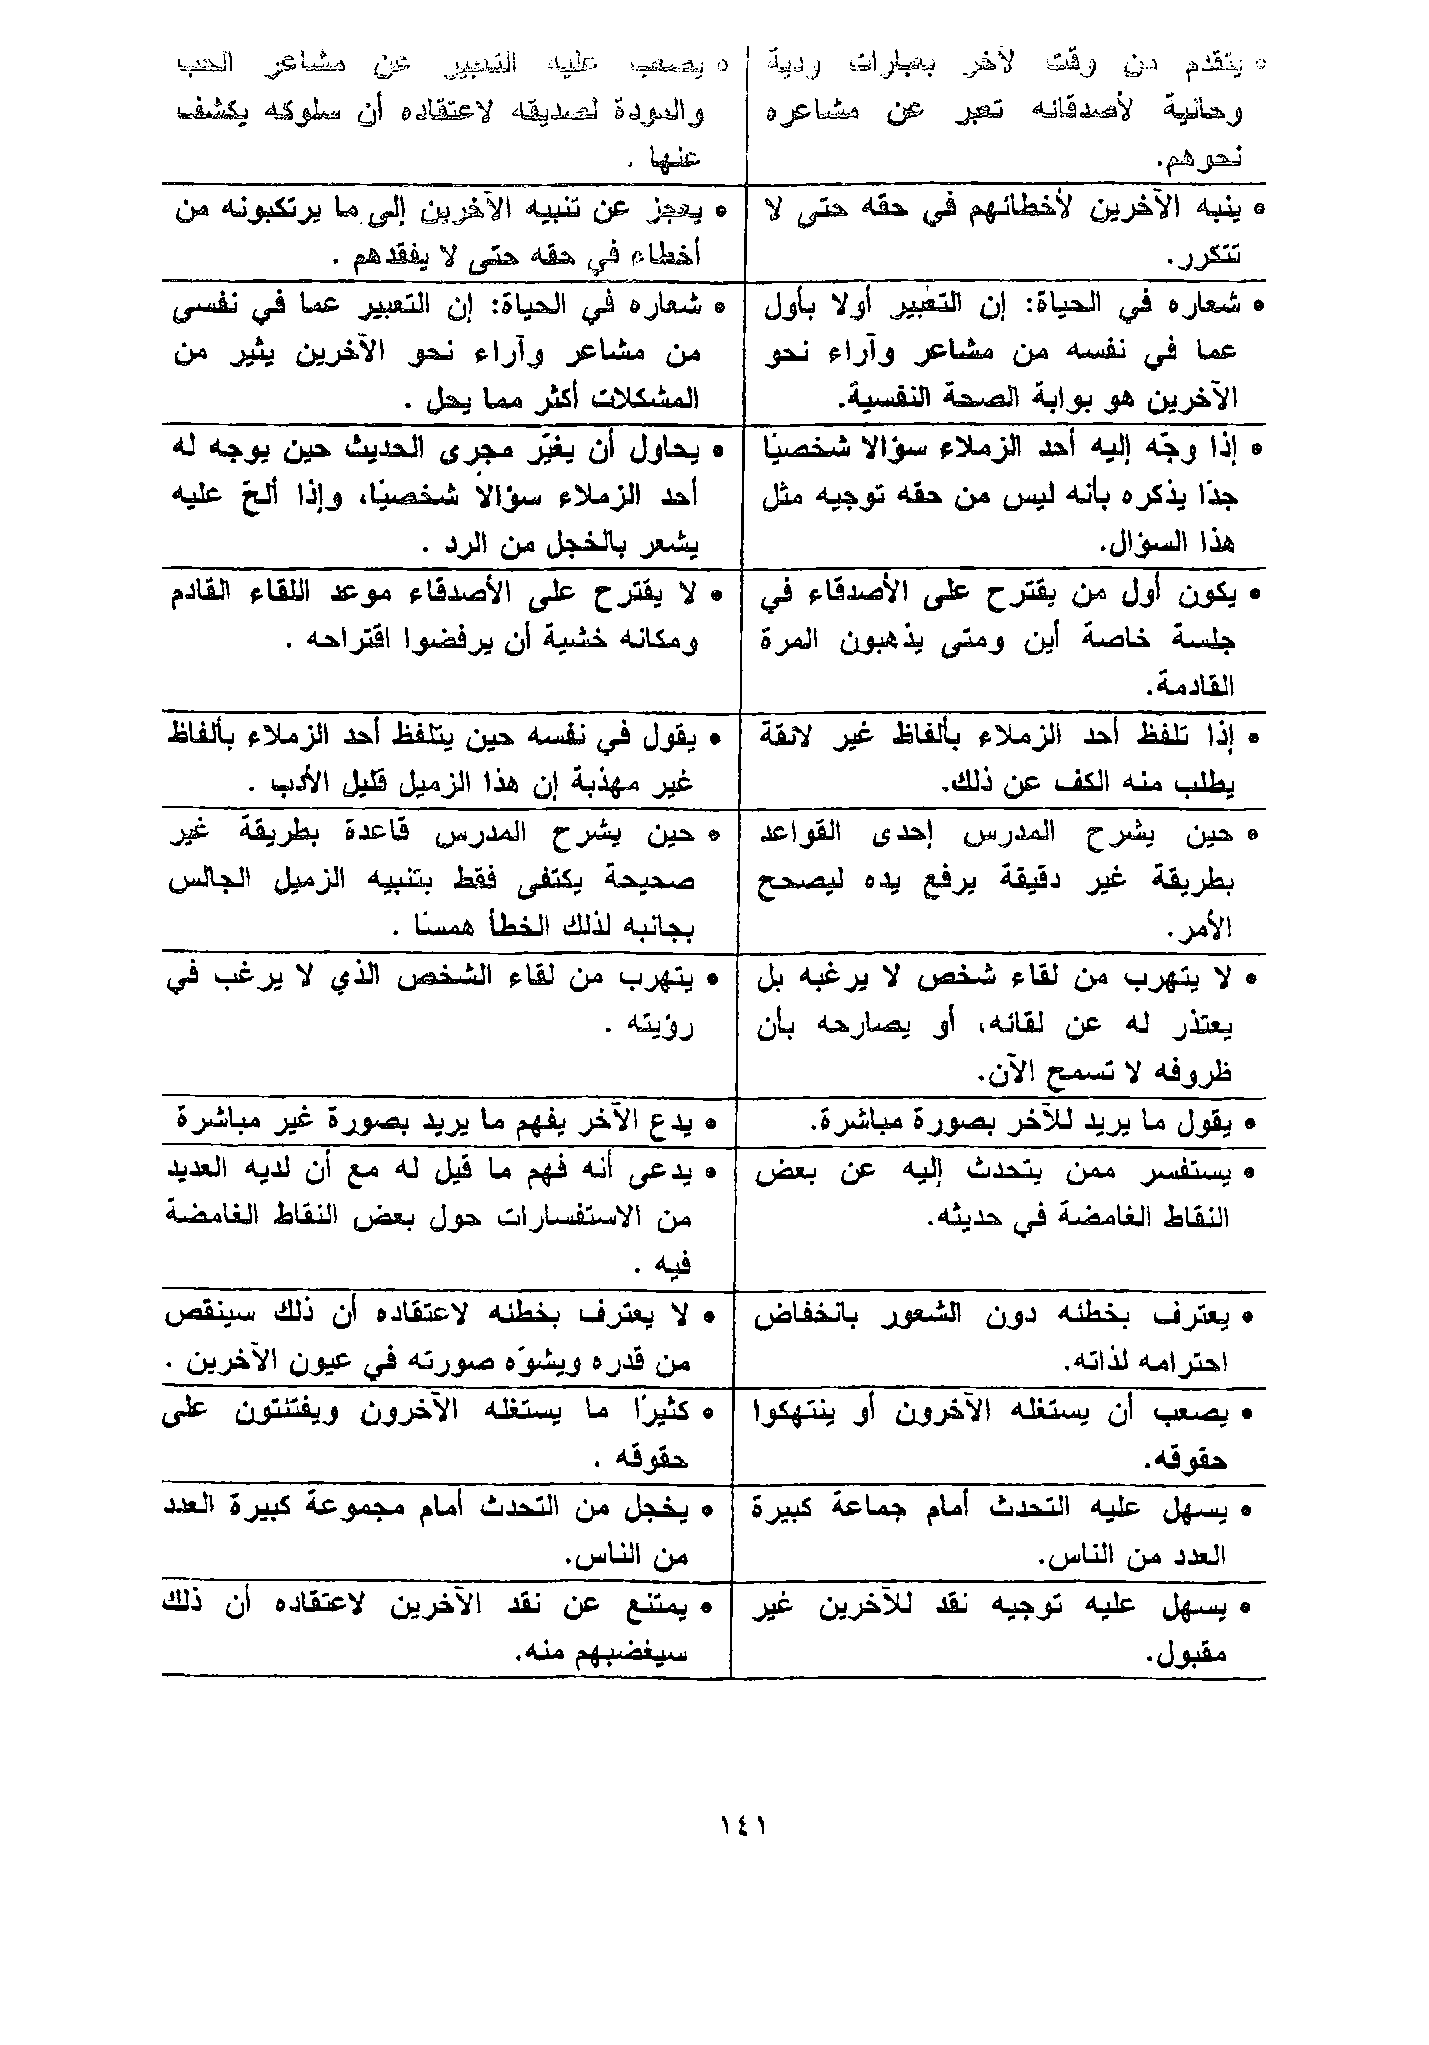 • يتقدم من وقت لآخر بعبارات ودية
وحانية لأصدقائه تعبر عن مشاعره
نحوهم.
• يصعب عليه التعبير عن مشاعر الحب
والمودة لصديقه لاعتقاده أن سلوكه يكشف
عنها .
• ينبه الآخرين لأخطائهم في حقه حتى لا
تتكرر.
• يعجز عن تنبيه الآخرين إلى ما يرتكبونه من
أخطاء في حقه حتى لا يفقدهم .
• شعاره في الحياة: إن التعبير أولا بأول
عما في نفسه من مشاعر وآراء نحو
الآخرين هو بوابة الصحة النفسية.
• شعاره في الحياة: إن التعبير عما في نفسى
من مشاعر وآراء نحو الآخرين يثير من
المشكلات أكثر مما يحل .
• إذا وجّه إليه أحد الزملاء سؤالا شخصيًا
جدًا يذكره بأنه ليس من حقه توجيه مثل
هذا السؤال.
• يحاول أن يغيّر مجرى الحديث حين يوجه له
أحد الزملاء سؤالاً شخصيًا، وإذا ألحّ عليه
يشعر بالخجل من الرد .
• يكون أول من يقترح على الأصدقاء في
جلسة خاصة أين ومتى يذهبون المرة
القادمة.
• لا يقترح على الأصدقاء موعد اللقاء القادم
ومكانه خشية أن يرفضوا اقتراحه .
• إذا تلفظ أحد الزملاء بألفاظ غير لائقة
يطلب منه الكف عن ذلك.
• يقول في نفسه حين يتلفظ أحد الزملاء بألفاظ
غير مهذبة إن هذا الزميل قليل الأدب .
• حين يشرح المدرس إحدى القواعد
بطريقة غير دقيقة يرفع يده ليصحح
الأمر.
• حين يشرح المدرس قاعدة بطريقة غير
صحيحة يكتفى فقط بتنبيه الزميل الجالس
بجانبه لذلك الخطأ همسًا .
• لا يتهرب من لقاء شخص لا يرغبه بل
يعتذر له عن لقائه، أو يصارحه بأن
ظروفه لا تسمح الآن.
• يتهرب من لقاء الشخص الذي لا يرغب في
رؤيته .
• يقول ما يريد للآخر بصورة مباشرة.
• يدع الآخر يفهم ما يريد بصورة غير مباشرة
• يستفسر ممن يتحدث إليه عن بعض
النقاط الغامضة في حديثه.
• يدعى أنه فهم ما قيل له مع أن لديه العديد
من الاستفسارات حول بعض النقاط الغامضة
فيه .
• يعترف بخطئه دون الشعور بانخفاض
احترامه لذاته.
• لا يعترف بخطئه لاعتقاده أن ذلك سينقص
من قدره ويشوّه صورته في عيون الآخرين .
• يصعب أن يستغله الآخرون أو ينتهكوا
حقوقه.
• كثيرًا ما يستغله الآخرون ويفتئتون على
حقوقه .
• يسهل عليه التحدث أمام جماعة كبيرة
العدد من الناس.
• يخجل من التحدث أمام مجموعة كبيرة العدد
من الناس.
• يسهل عليه توجيه نقد للآخرين غير
مقبول.
• يمتنع عن نقد الآخرين لاعتقاده أن ذلك
سيغضبهم منه.
١٤١